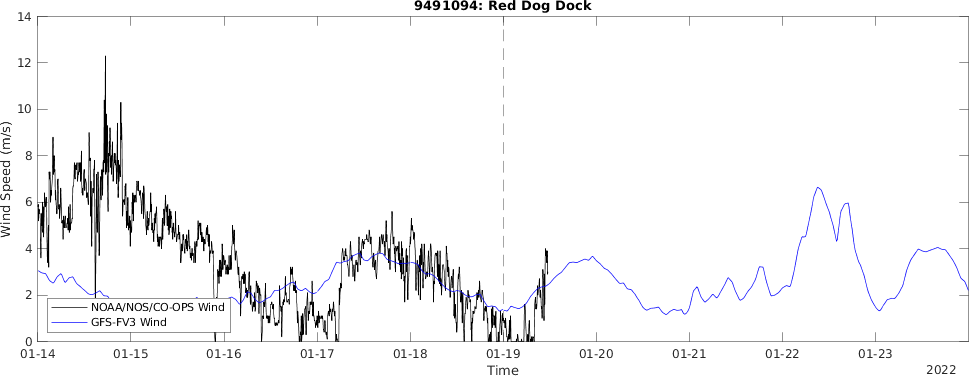 9491094: Red Dog Dock
Wind Speed (m/s)
14
12
10
8
6
4
2
0
NOAA/NOS/CO-OPS Wind
GFS-FV3 Wind
01-14 01-15 01-16 01-17 01-18 01-19 01-20 01-21 01-22 01-23
Time
2022